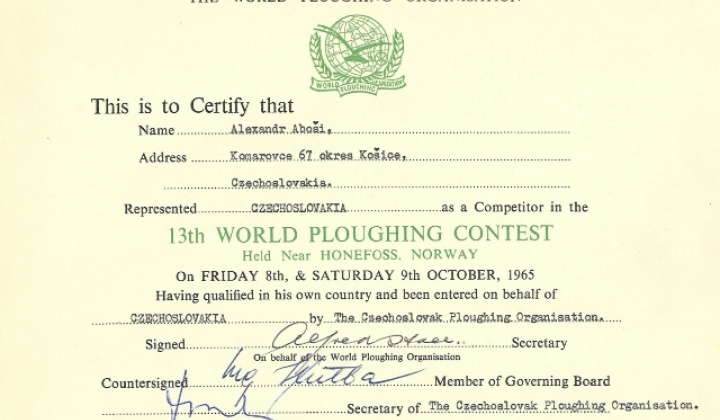 THE WORLD PLOUGHING ORGANISATION
WORLD PLOUGHING ORGANISATION
This is to Certify that
Name Alexandr Aboši,
Address Komarovce 67 okres Košice,
Czechoslovakia.
Represented CZECHOSLOVAKIA as a Competitor in the
13th WORLD PLOUGHING CONTEST
Held Near HONEFOSS, NORWAY
On FRIDAY 8th, & SATURDAY 9th OCTOBER, 1965
Having qualified in his own country and been entered on behalf of
CZECHOSLOVAKIA by The Czechoslovak Ploughing Organisation.
Signed Alfred Hall. Secretary
On behalf of the World Ploughing Organisation
Countersigned Member of Governing Board
Secretary of The Czechoslovak Ploughing Organisation.